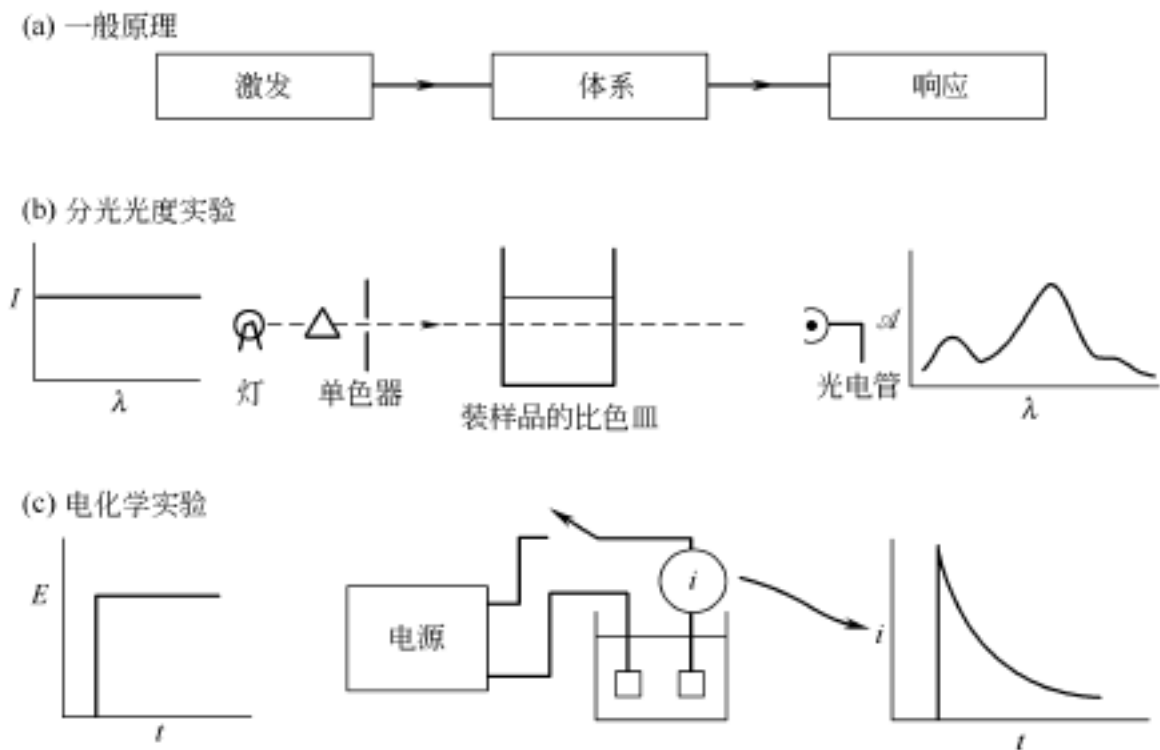 (a) 一般原理
激发
体系
响应
(b) 分光光度实验
I
λ
灯
单色器
装样品的比色皿
光电管
𝒜
λ
(c) 电化学实验
E
t
电源
i
i
t